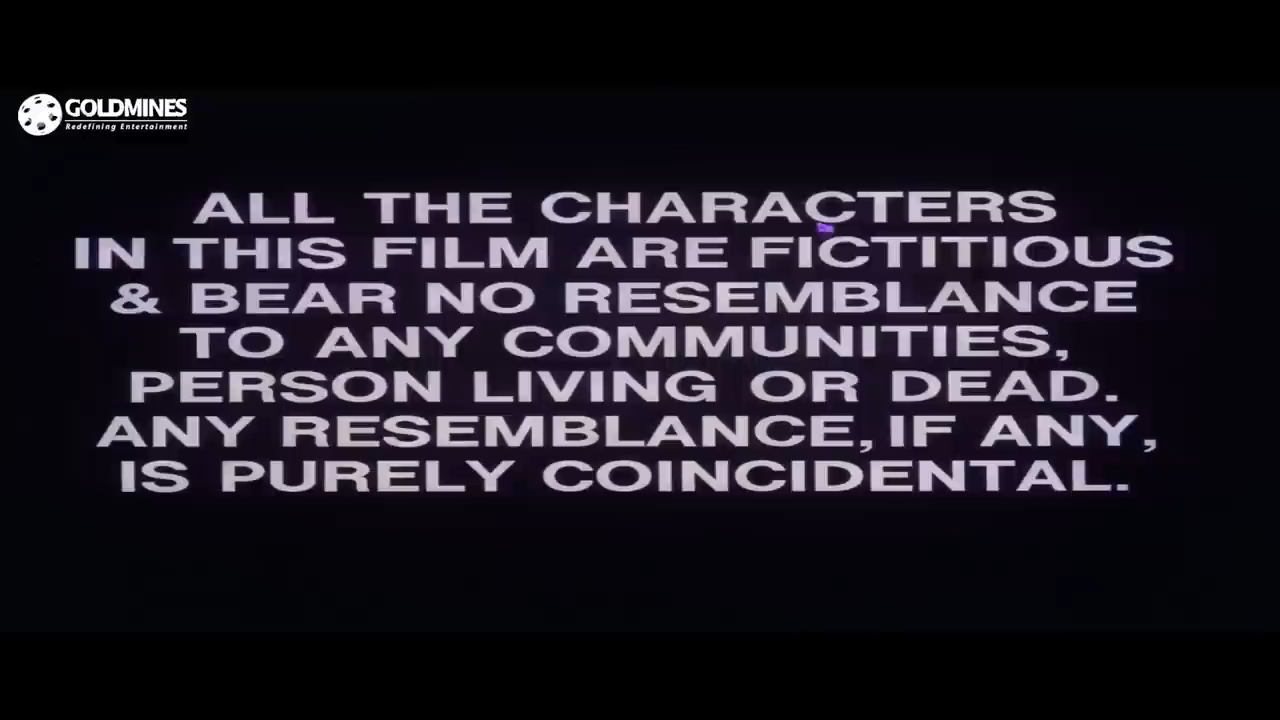 GOLDMINES
Redefining Entertainment
ALL THE CHARACTERS
IN THIS FILM ARE FICTITIOUS
& BEAR NO RESEMBLANCE
TO ANY COMMUNITIES,
PERSON LIVING OR DEAD.
ANY RESEMBLANCE, IF ANY,
IS PURELY COINCIDENTAL.